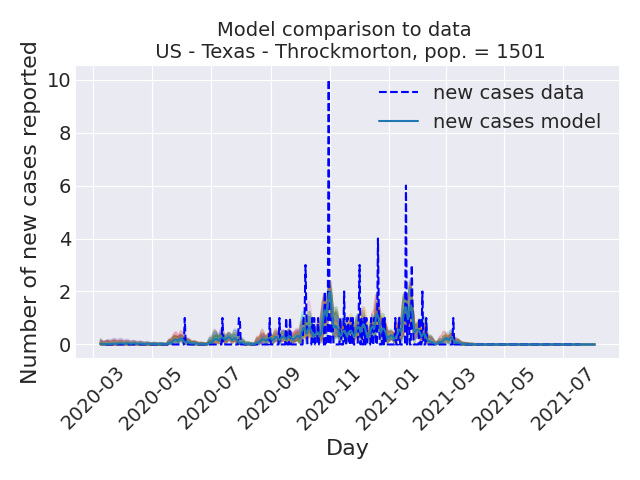 Model comparison to data
US - Texas - Throckmorton, pop. = 1501
Number of new cases reported
10
8
6
4
2
0
new cases data
new cases model
2020-03
2020-05
2020-07
2020-09
2020-11
2021-01
2021-03
2021-05
2021-07
Day